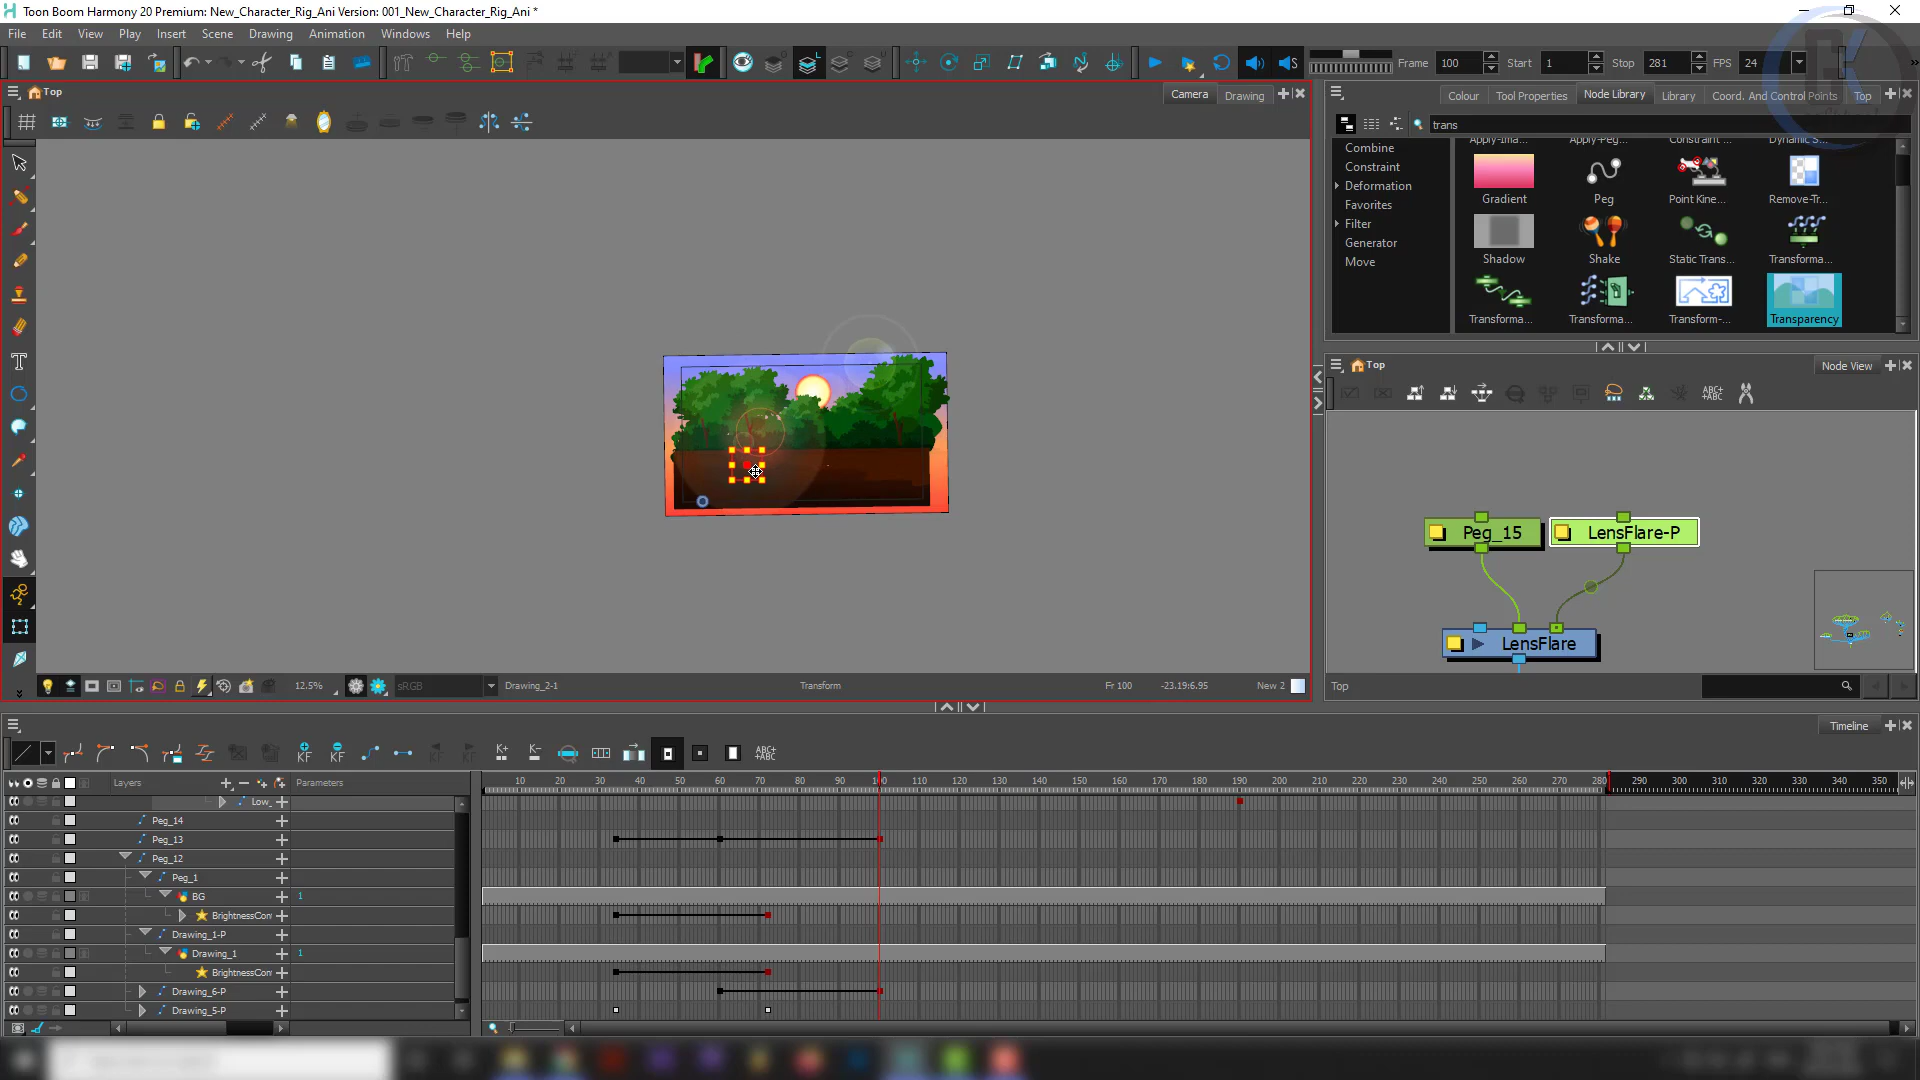 Toon Boom Harmony 20 Premium: New_Character_Rig_Ani Version: 001_New_Character_Rig_Ani *
File Edit View Play Insert Scene Drawing Animation Windows Help
Frame 100 Start 1 Stop 281 FPS 24
Top Camera Drawing
Colour Tool Properties Node Library Library Coord. And Control Points Top
trans
Combine
Constraint
Deformation
Favorites
Filter
Generator
Move
Apply-Ima... Apply-Peg... Constraint ... Dynamic S...
Gradient Peg Point Kine... Remove-Tr...
Shadow Shake Static Trans... Transforma...
Transforma... Transforma... Transform-... Transparency
Top Node View
ABC+
Peg_15 LensFlare-P
LensFlare
Top
12.5% sRGB Drawing_2-1 Transform Fr 100 -23.19:6.95 New 2
Timeline
KF KF K+ K- ABC+ ABC+
Layers Parameters
10 20 30 40 50 60 70 80 90 100 110 120 130 140 150 160 170 180 190 200 210 220 230 240 250 260 270 280 290 300 310 320 330 340 350
Low_
Peg_14
Peg_13
Peg_12
Peg_1
BG 1
BrightnessCon
Drawing_1-P
Drawing_1 1
BrightnessCon
Drawing_6-P
Drawing_5-P